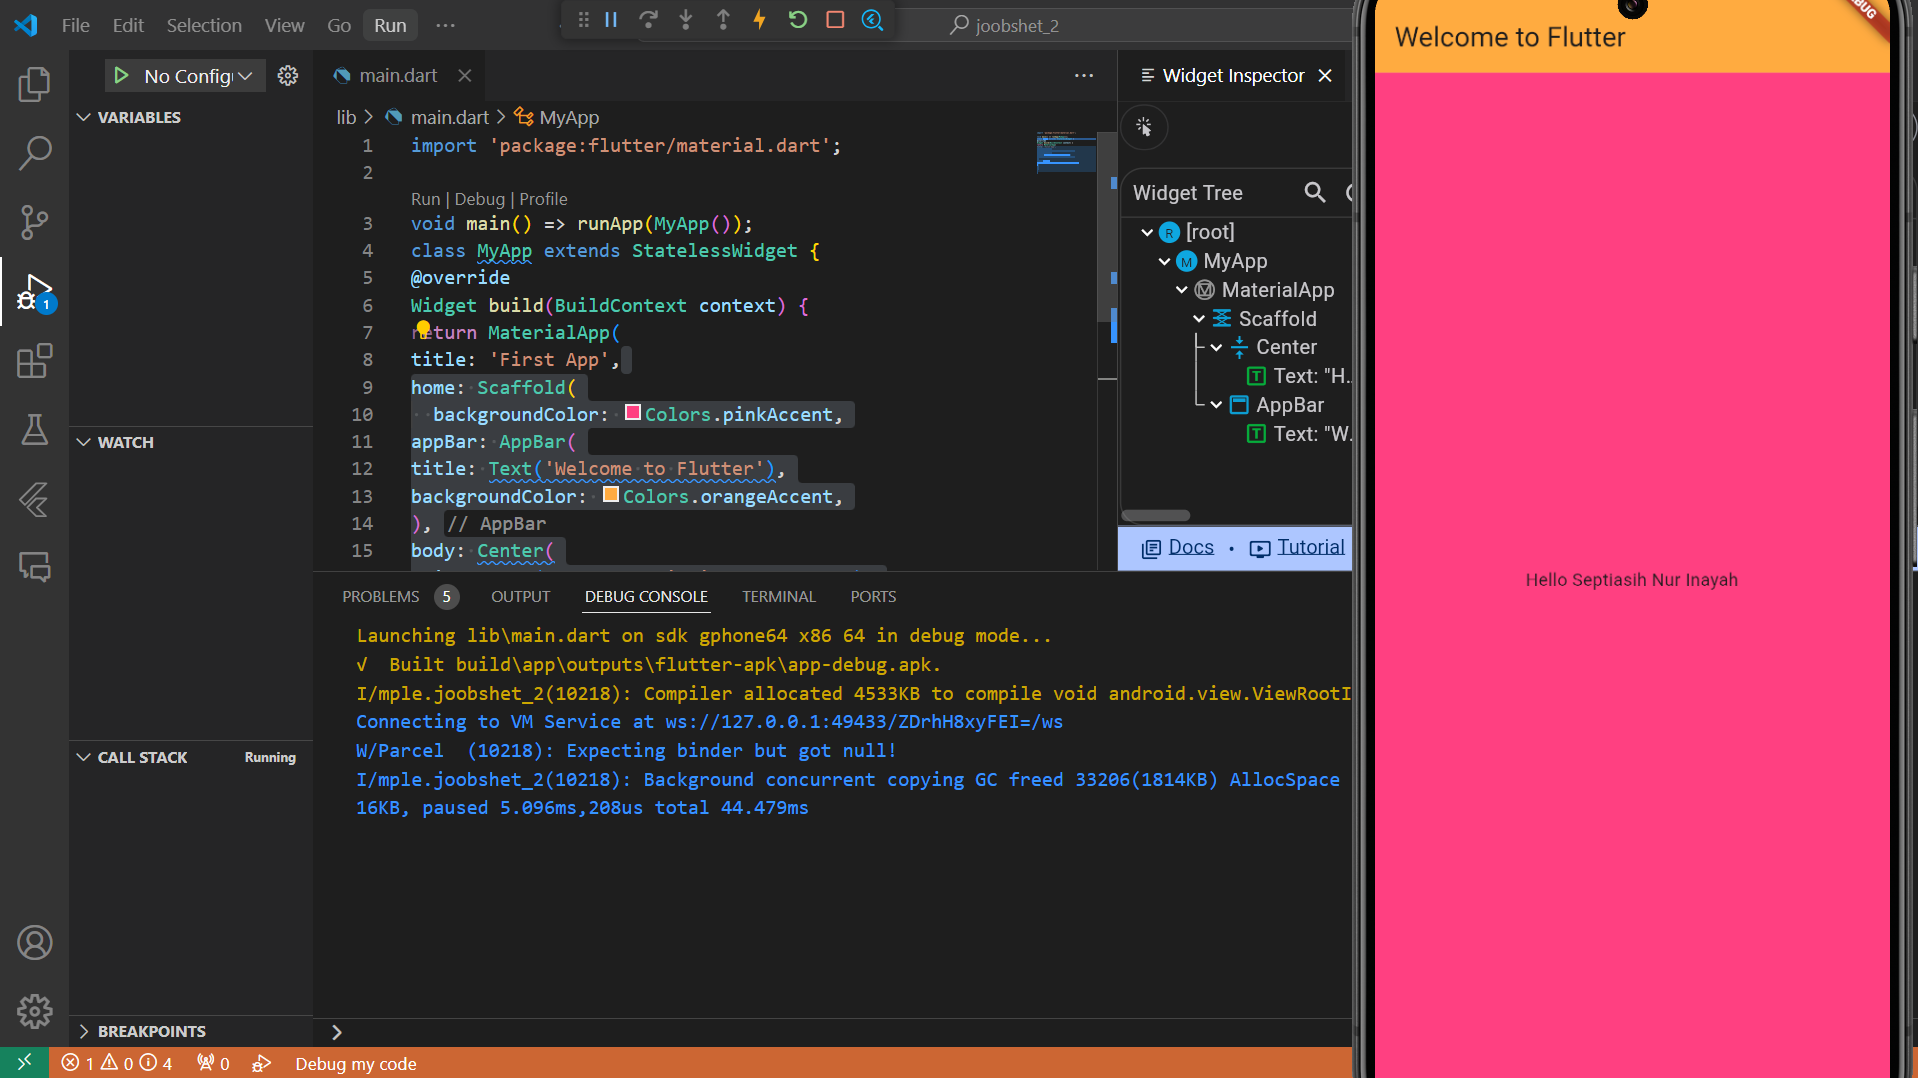 File Edit Selection View Go Run ···
joobshet_2
No Config
main.dart
Widget Inspector
VARIABLES
WATCH
CALL STACK
Running
BREAKPOINTS
lib > main.dart > MyApp
1 import 'package:flutter/material.dart';
2
Run | Debug | Profile
3 void main() => runApp(MyApp());
4 class MyApp extends StatelessWidget {
5 @override
6 Widget build(BuildContext context) {
7 return MaterialApp(
8 title: 'First App',
9 home: Scaffold(
10 backgroundColor: Colors.pinkAccent,
11 appBar: AppBar(
12 title: Text('Welcome to Flutter'),
13 backgroundColor: Colors.orangeAccent,
14 ), // AppBar
15 body: Center(
Widget Tree
[root]
MyApp
MaterialApp
Scaffold
Center
Text: "H...
AppBar
Text: "W...
Docs • Tutorial
PROBLEMS 5 OUTPUT DEBUG CONSOLE TERMINAL PORTS
Launching lib\main.dart on sdk gphone64 x86 64 in debug mode...
√ Built build\app\outputs\flutter-apk\app-debug.apk.
I/mple.joobshet_2(10218): Compiler allocated 4533KB to compile void android.view.ViewRootI
Connecting to VM Service at ws://127.0.0.1:49433/ZDrhH8xyFEI=/ws
W/Parcel (10218): Expecting binder but got null!
I/mple.joobshet_2(10218): Background concurrent copying GC freed 33206(1814KB) AllocSpace
16KB, paused 5.096ms,208us total 44.479ms
1
1 0 4 0 Debug my code
Welcome to Flutter
Hello Septiasih Nur Inayah